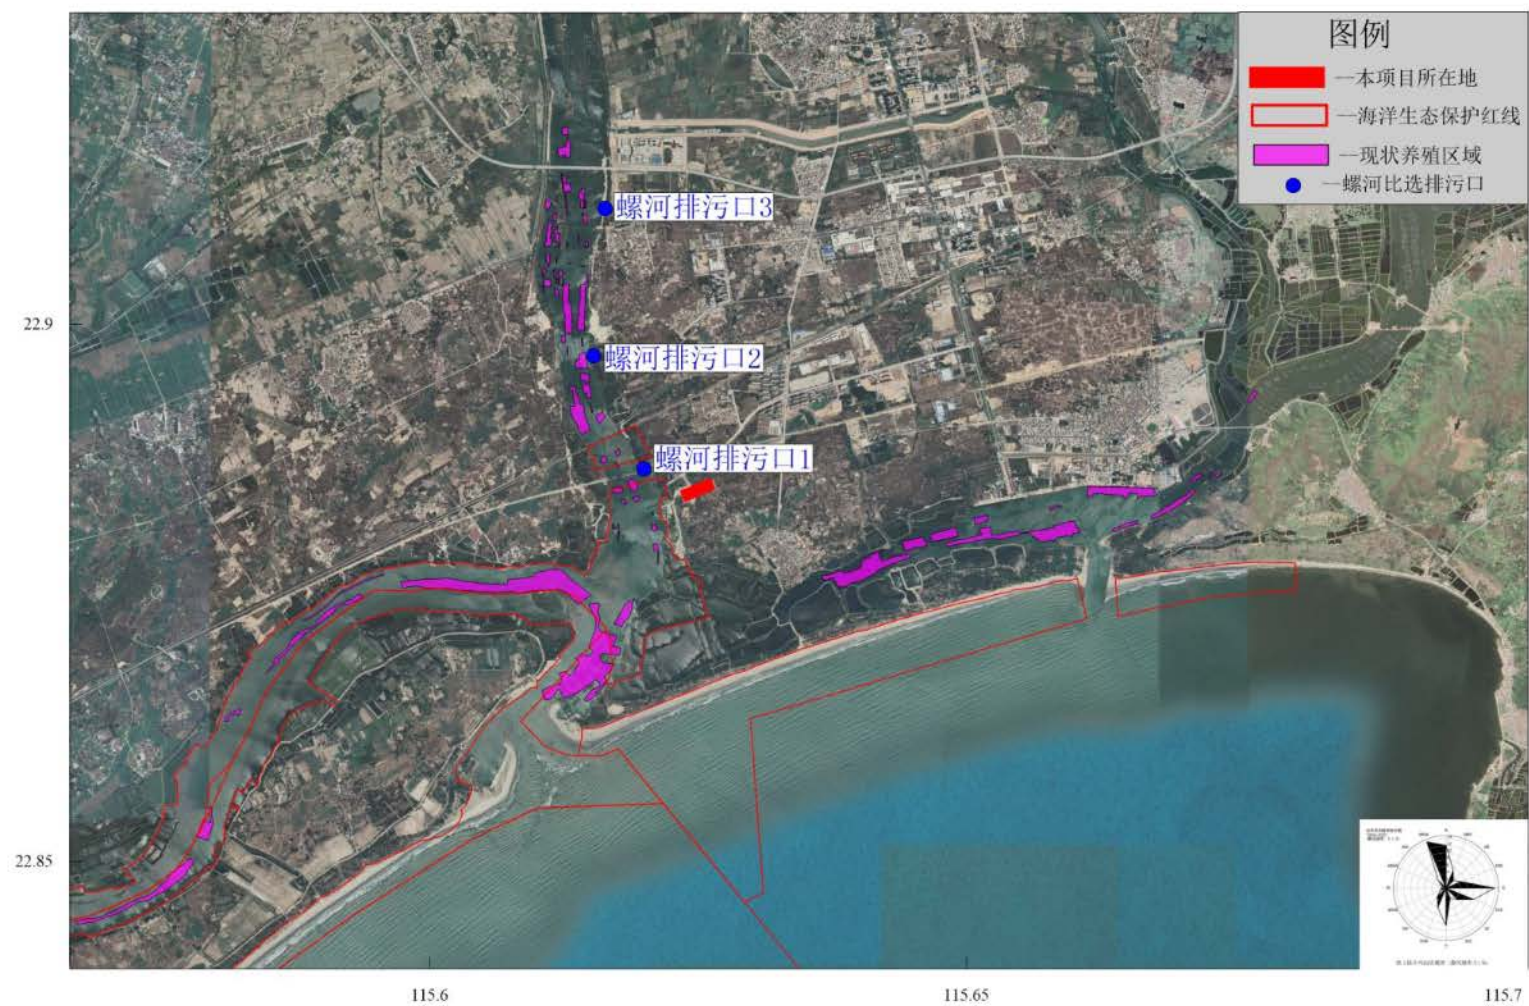 图例
—本项目所在地
—海洋生态保护红线
—现状养殖区域
—螺河比选排污口
螺河排污口3
22.9
螺河排污口2
螺河排污口1
22.85
115.6
115.65
115.7